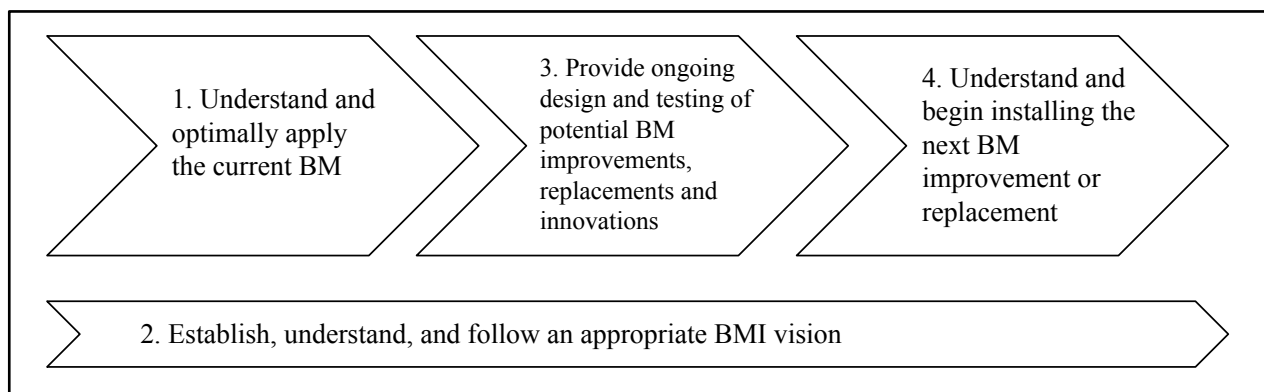 1. Understand and
optimally apply
the current BM
3. Provide ongoing
design and testing of
potential BM
improvements,
replacements and
innovations
4. Understand and
begin installing the
next BM
improvement or
replacement
2. Establish, understand, and follow an appropriate BMI vision